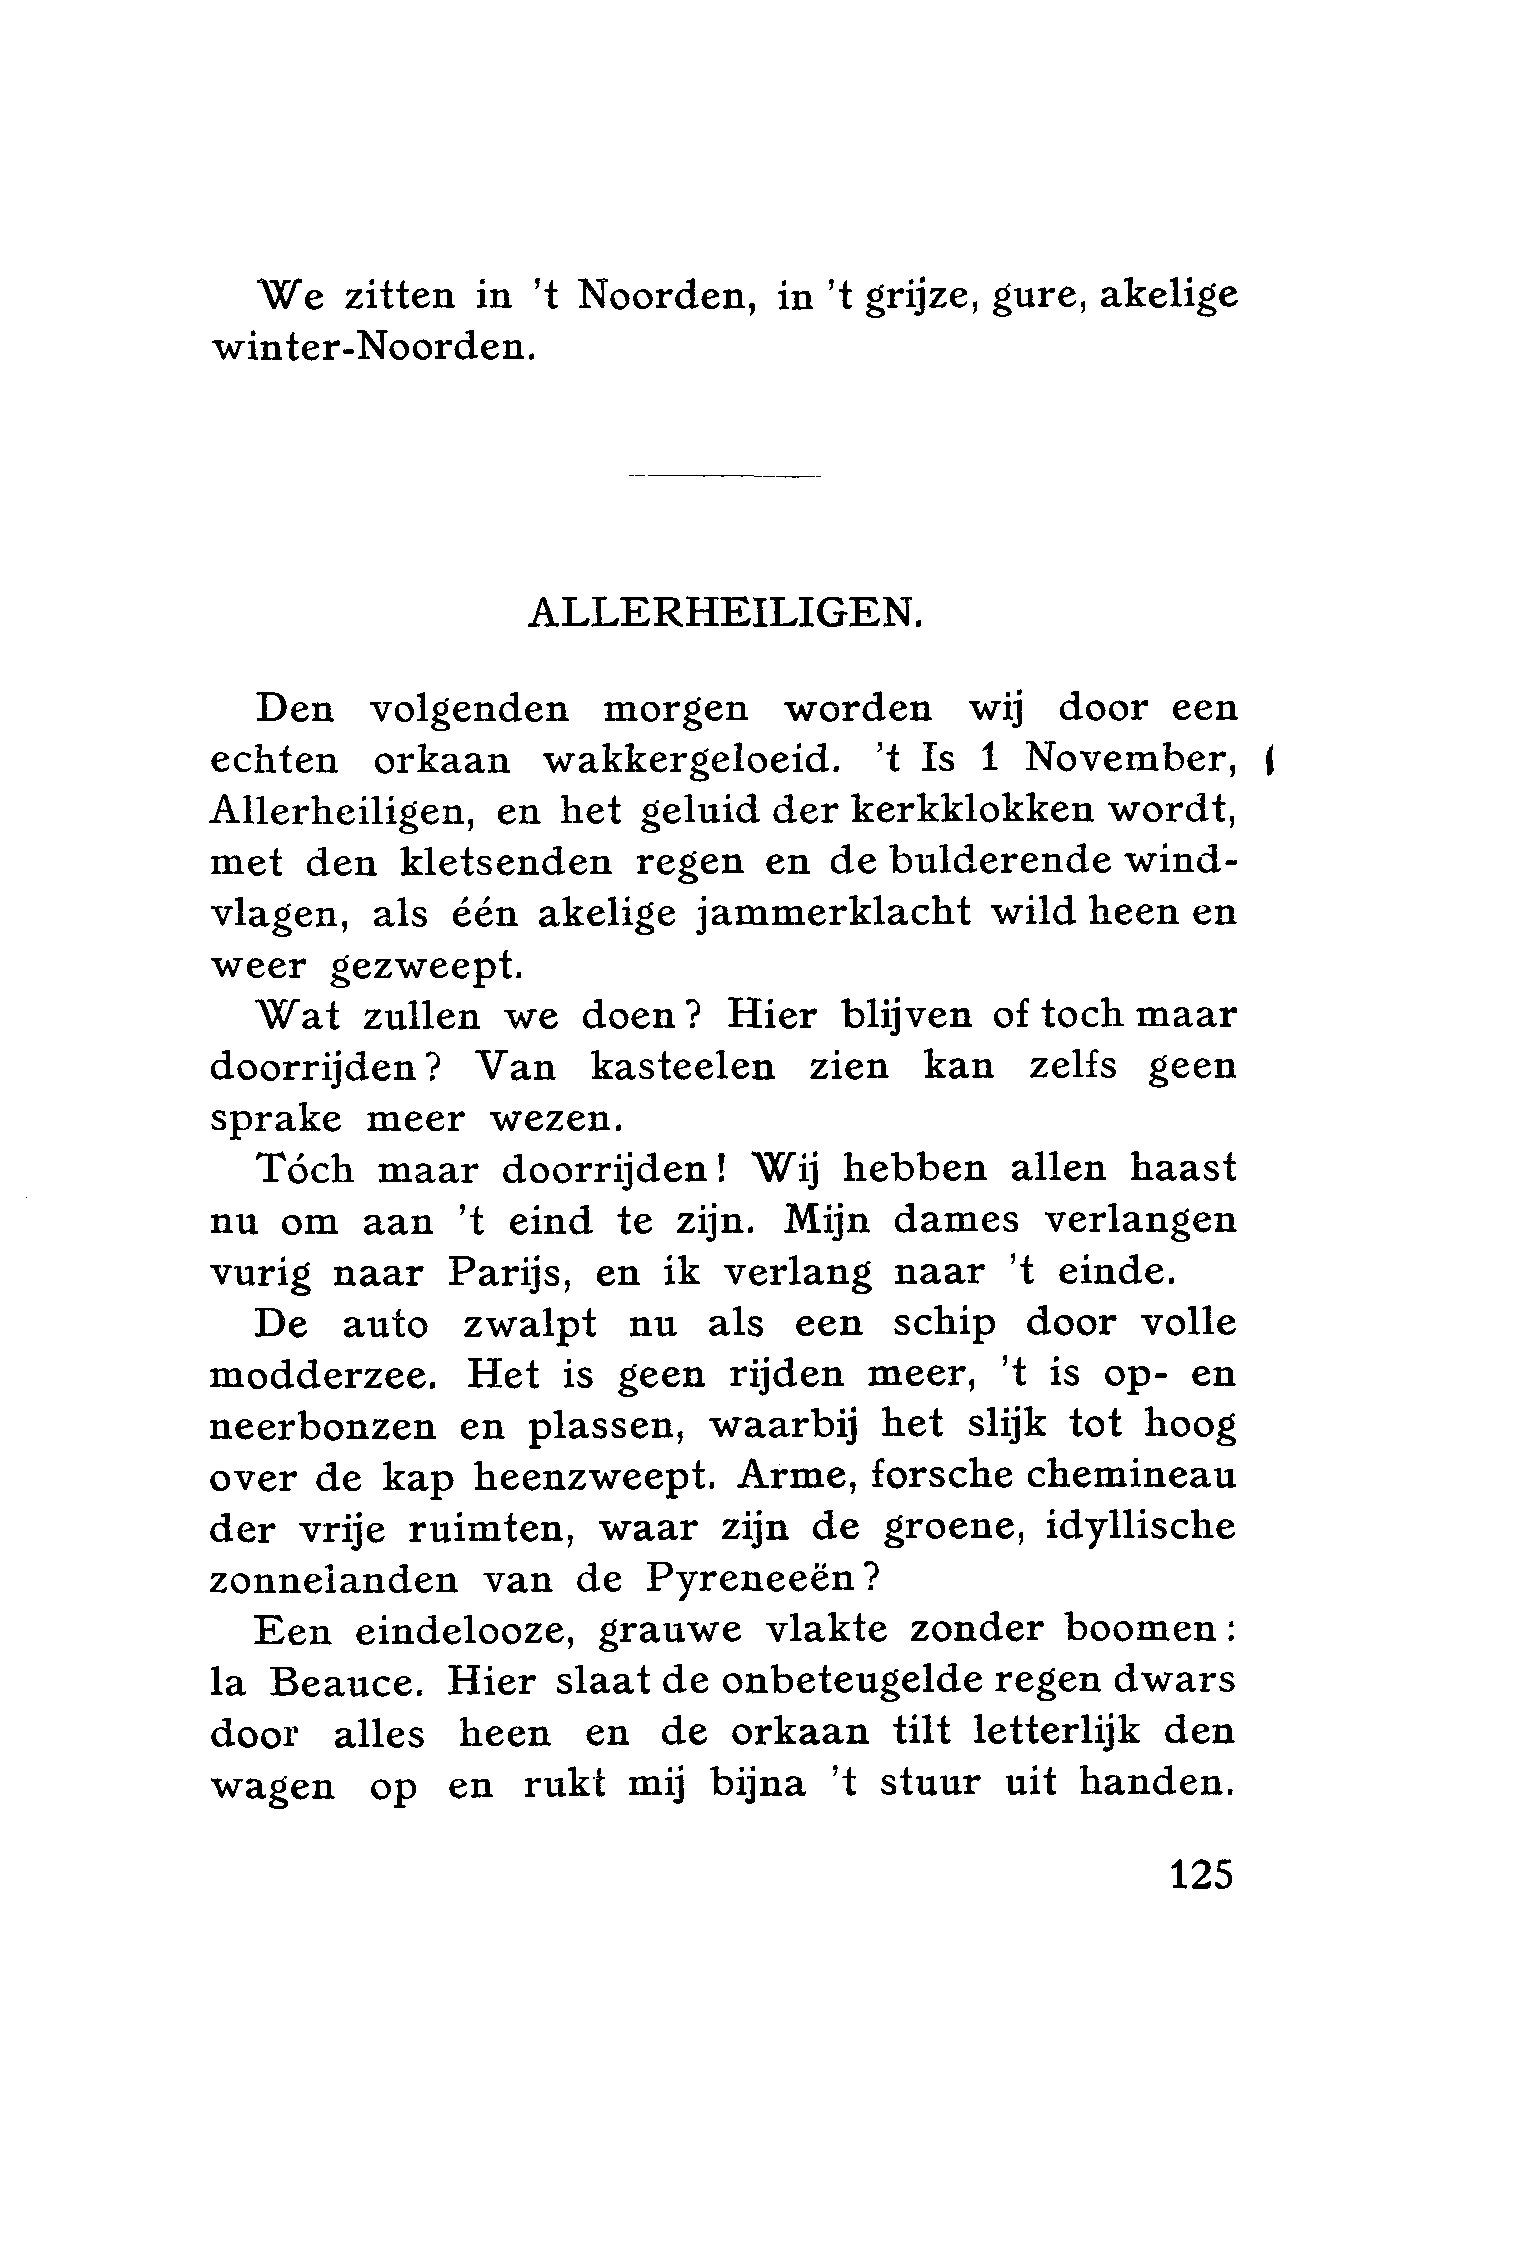 We zitten in 't Noorden, in 't grijze, gure, akelige
winter-Noorden.
ALLERHEILIGEN.
Den volgenden morgen worden wij door een
echten orkaan wakkergeloeid. 't Is 1 November,
Allerheiligen, en het geluid der kerkklokken wordt,
met den kletsenden regen en de bulderende wind-
vlagen, als één akelige jammerklacht wild heen en
weer gezweept.
Wat zullen we doen? Hier blijven of toch maar
doorrijden? Van kasteelen zien kan zelfs geen
sprake meer wezen.
Tóch maar doorrijden! Wij hebben allen haast
nu om aan 't eind te zijn. Mijn dames verlangen
vurig naar Parijs, en ik verlang naar 't einde.
De auto zwalpt nu als een schip door volle
modderzee. Het is geen rijden meer, 't is op- en
neerbonzen en plassen, waarbij het slijk tot hoog
over de kap heenzweept. Arme, forsche chemineau
der vrije ruimten, waar zijn de groene, idyllische
zonnelanden van de Pyreneeën?
Een eindelooze, grauwe vlakte zonder boomen:
la Beauce. Hier slaat de onbeteugelde regen dwars
door alles heen en de orkaan tilt letterlijk den
wagen op en rukt mij bijna 't stuur uit handen.
125